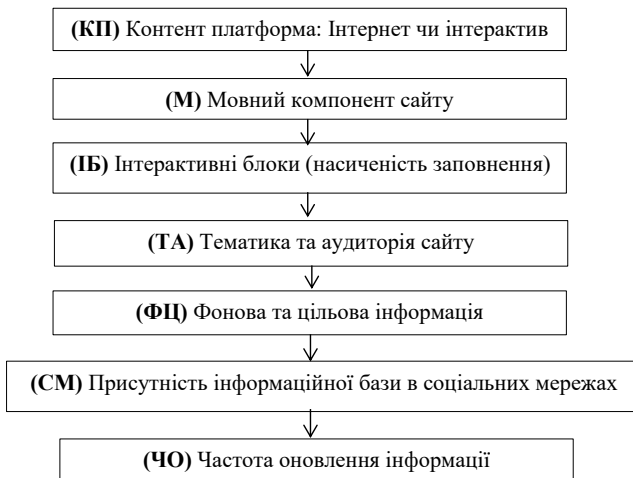 (КП) Контент платформа: Інтернет чи інтерактив
(М) Мовний компонент сайту
(ІБ) Інтерактивні блоки (насиченість заповнення)
(ТА) Тематика та аудиторія сайту
(ФЦ) Фонова та цільова інформація
(СМ) Присутність інформаційної бази в соціальних мережах
(ЧО) Частота оновлення інформації